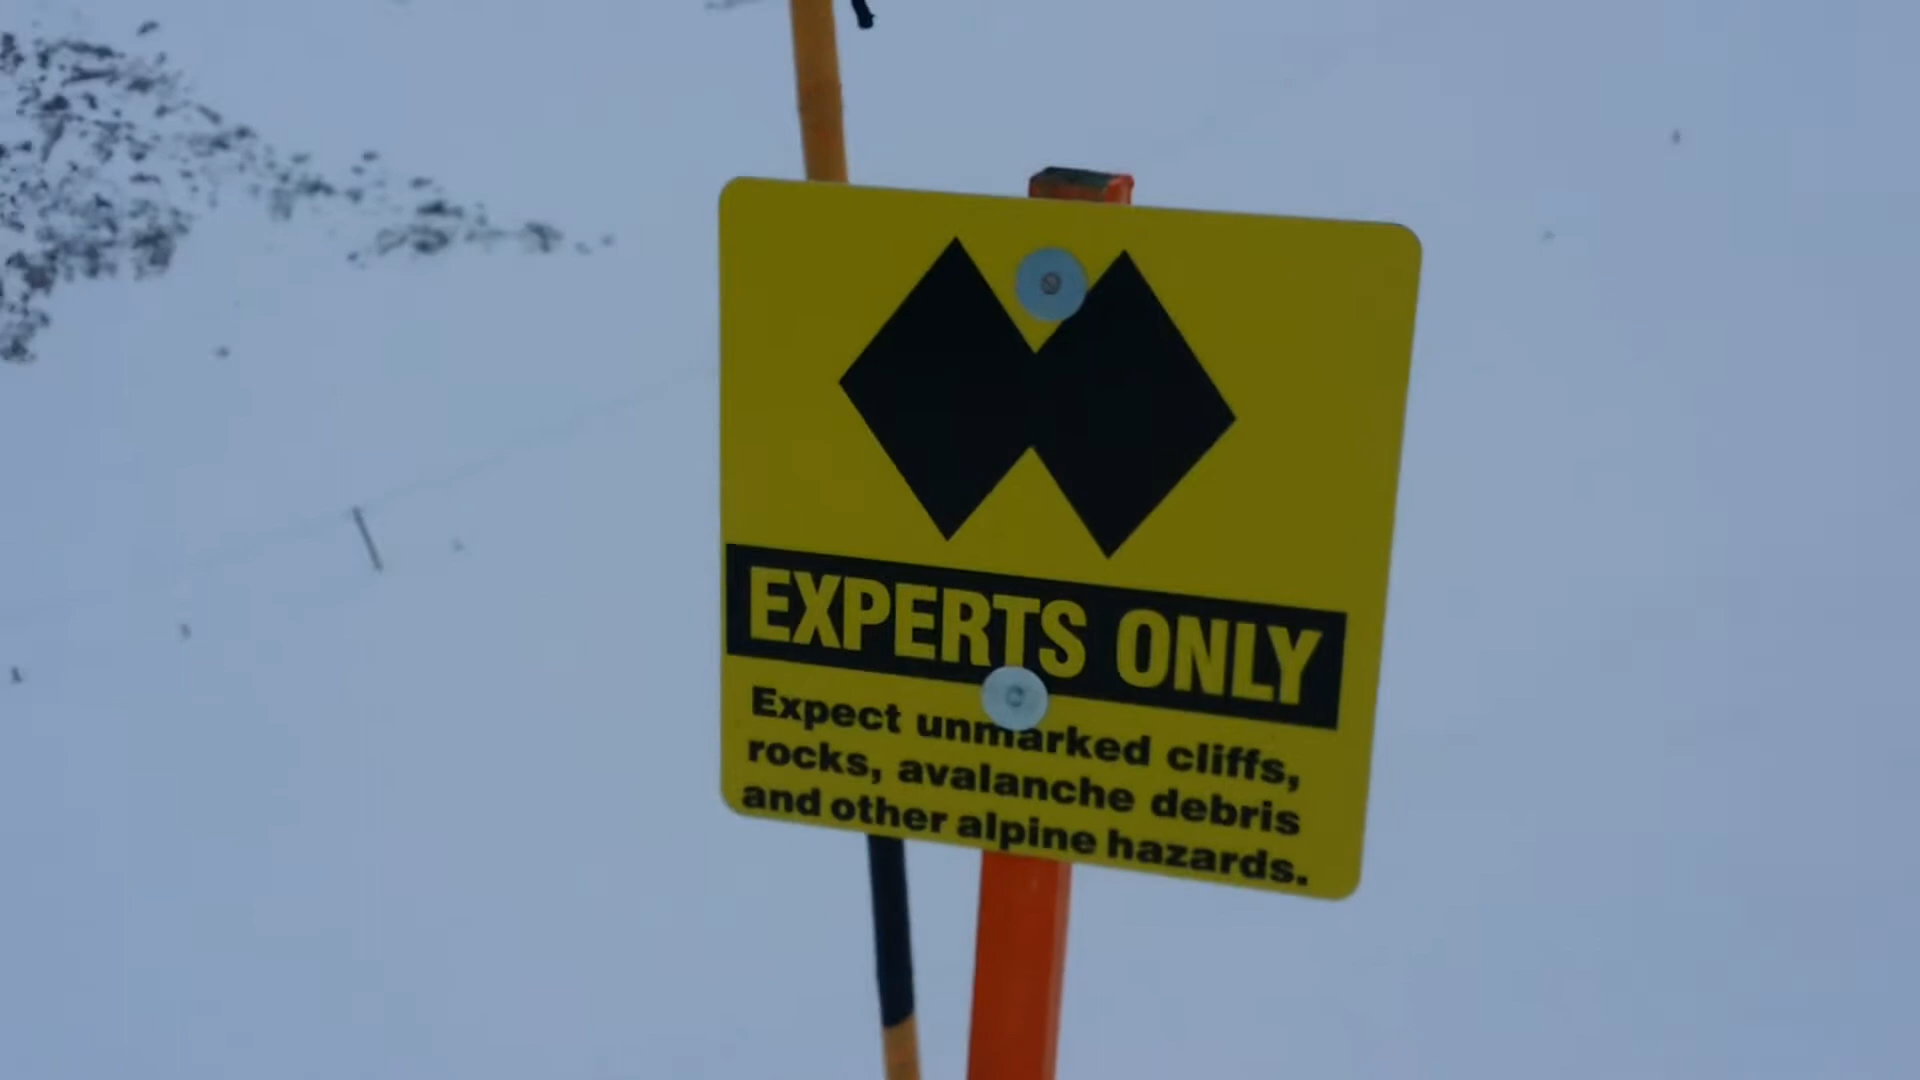 EXPERTS ONLY
Expect unmarked cliffs,
rocks, avalanche debris
and other alpine hazards.